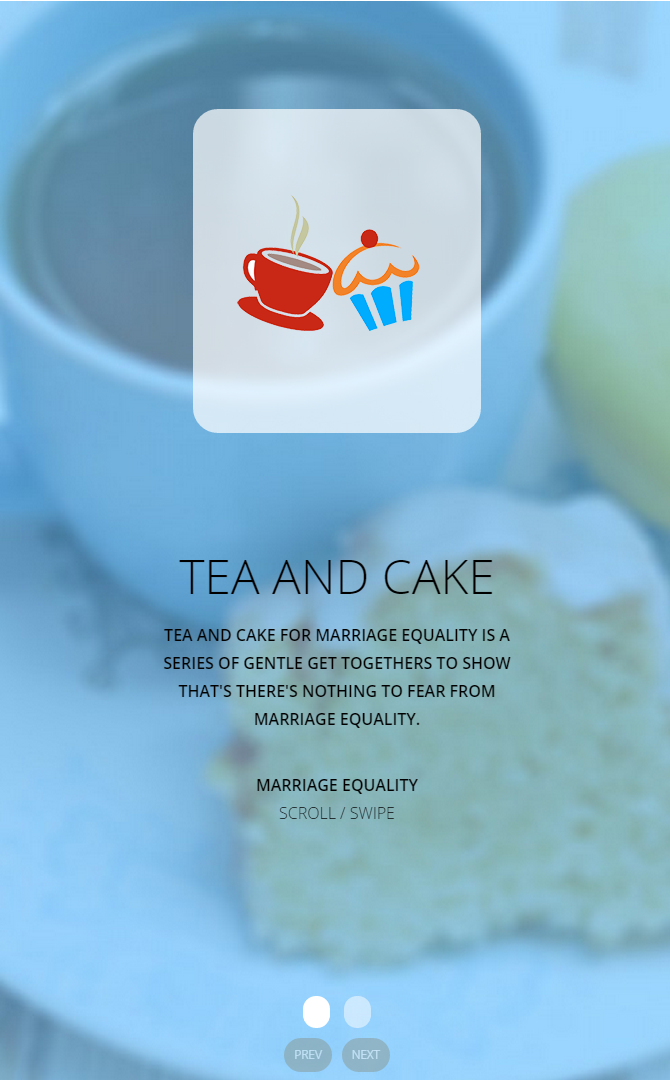 TEA AND CAKE
TEA AND CAKE FOR MARRIAGE EQUALITY IS A
SERIES OF GENTLE GET TOGETHERS TO SHOW
THAT'S THERE'S NOTHING TO FEAR FROM
MARRIAGE EQUALITY.
MARRIAGE EQUALITY
SCROLL / SWIPE
PREV NEXT